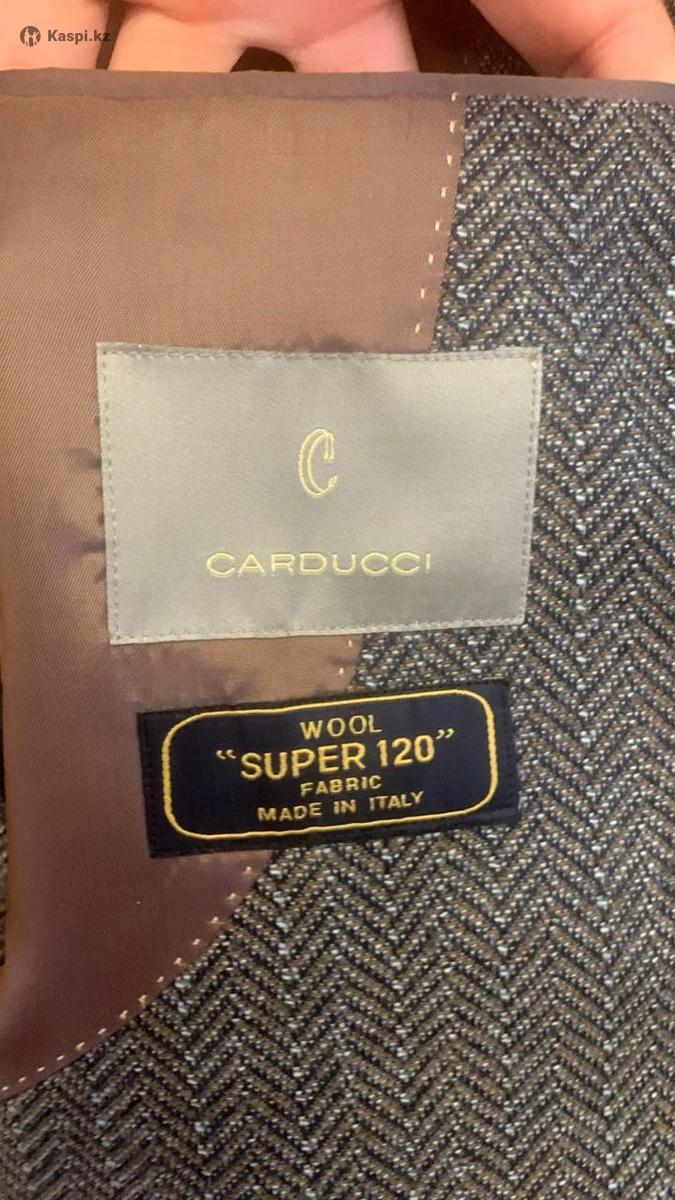 Kaspi.kz
C
CARDUCCI
WOOL
“SUPER 120”
FABRIC
MADE IN ITALY